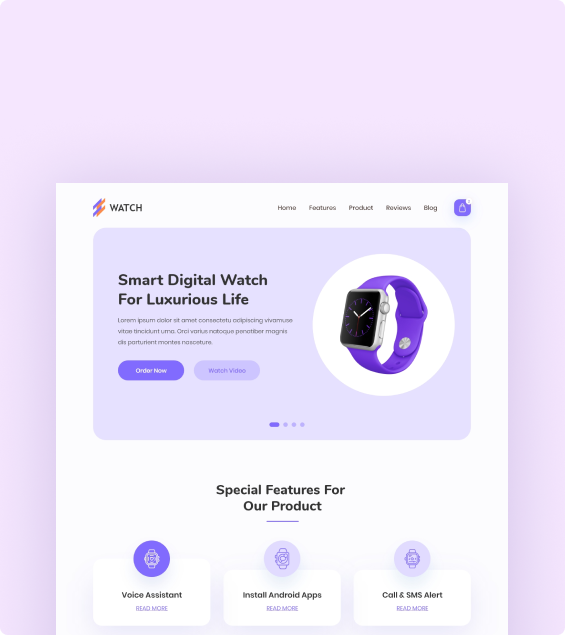 WATCH
Home Features Product Reviews Blog
Smart Digital Watch
For Luxurious Life
Lorem ipsum dolor sit amet consectetu adipiscing vivamuse
vitae tincidunt urna. Orci varius natoque penatiber magnis
dis parturient montes nosceture.
Order Now Watch Video
Special Features For
Our Product
Voice Assistant
READ MORE
Install Android Apps
READ MORE
Call & SMS Alert
READ MORE